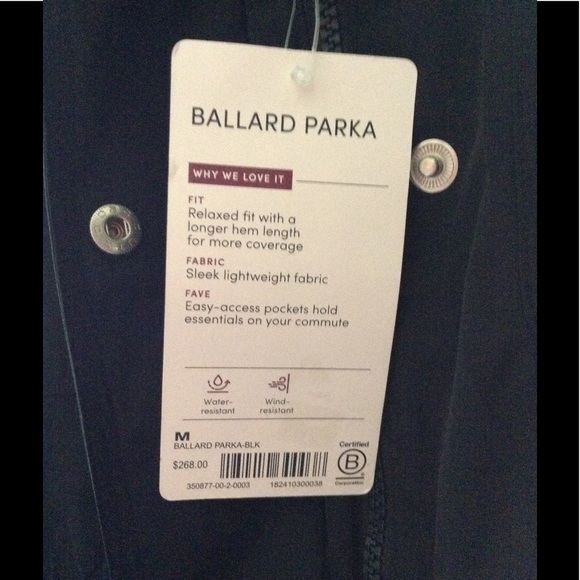 BALLARD PARKA
WHY WE LOVE IT
FIT
Relaxed fit with a
longer hem length
for more coverage
FABRIC
Sleek lightweight fabric
FAVE
Easy-access pockets hold
essentials on your commute
Water-
resistant
Wind-
resistant
M
BALLARD PARKA-BLK
$268.00
350877-00-2-0003
182410300038
Certified
B
Corporation